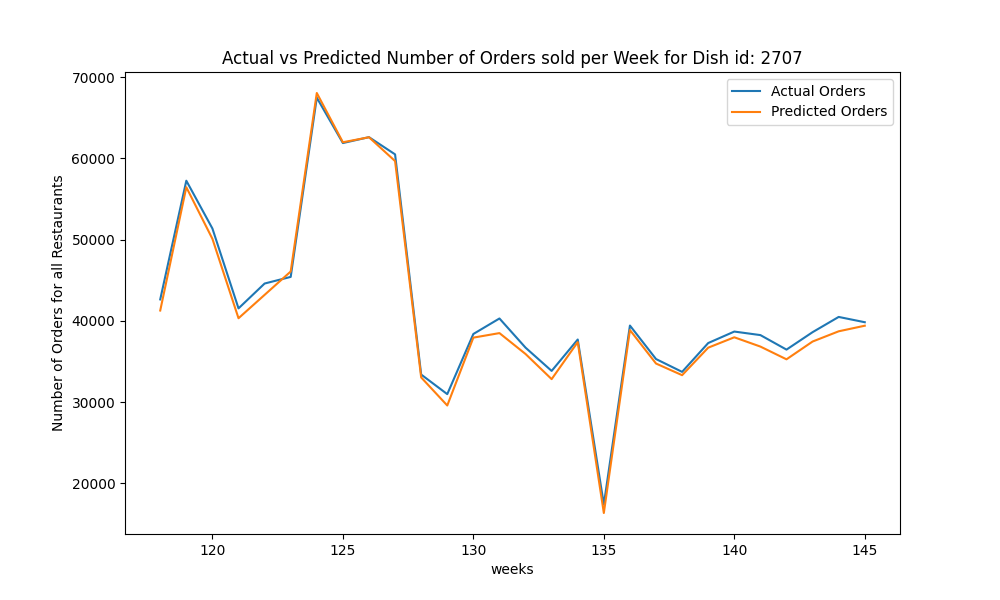 Actual vs Predicted Number of Orders sold per Week for Dish id: 2707
Actual Orders
Predicted Orders
Number of Orders for all Restaurants
70000
60000
50000
40000
30000
20000
120 125 130 135 140 145
weeks